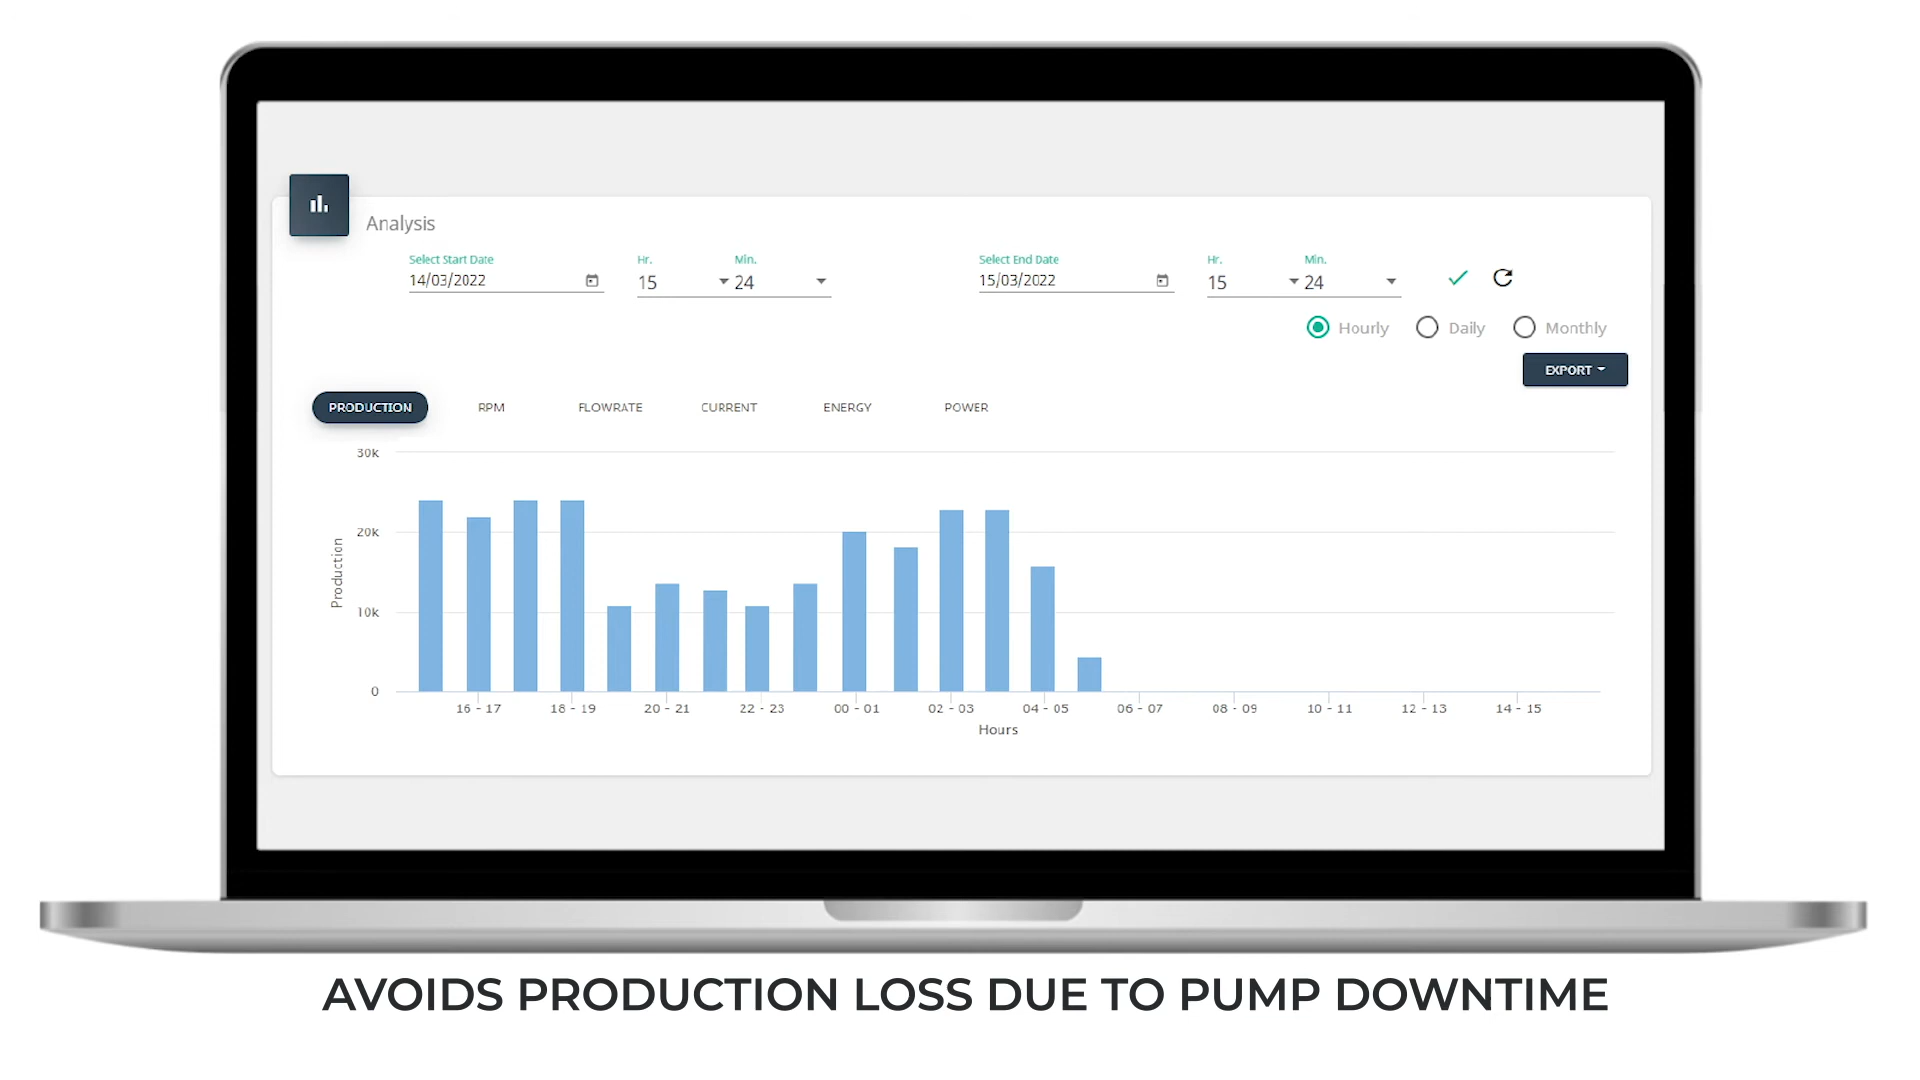 Analysis
Select Start Date Hr. Min. Select End Date Hr. Min.
14/03/2022 15 24 15/03/2022 15 24
Hourly Daily Monthly
EXPORT
PRODUCTION RPM FLOWRATE CURRENT ENERGY POWER
30k
20k
10k
0
Production
16 - 17 18 - 19 20 - 21 22 - 23 00 - 01 02 - 03 04 - 05 06 - 07 08 - 09 10 - 11 12 - 13 14 - 15
Hours
AVOIDS PRODUCTION LOSS DUE TO PUMP DOWNTIME